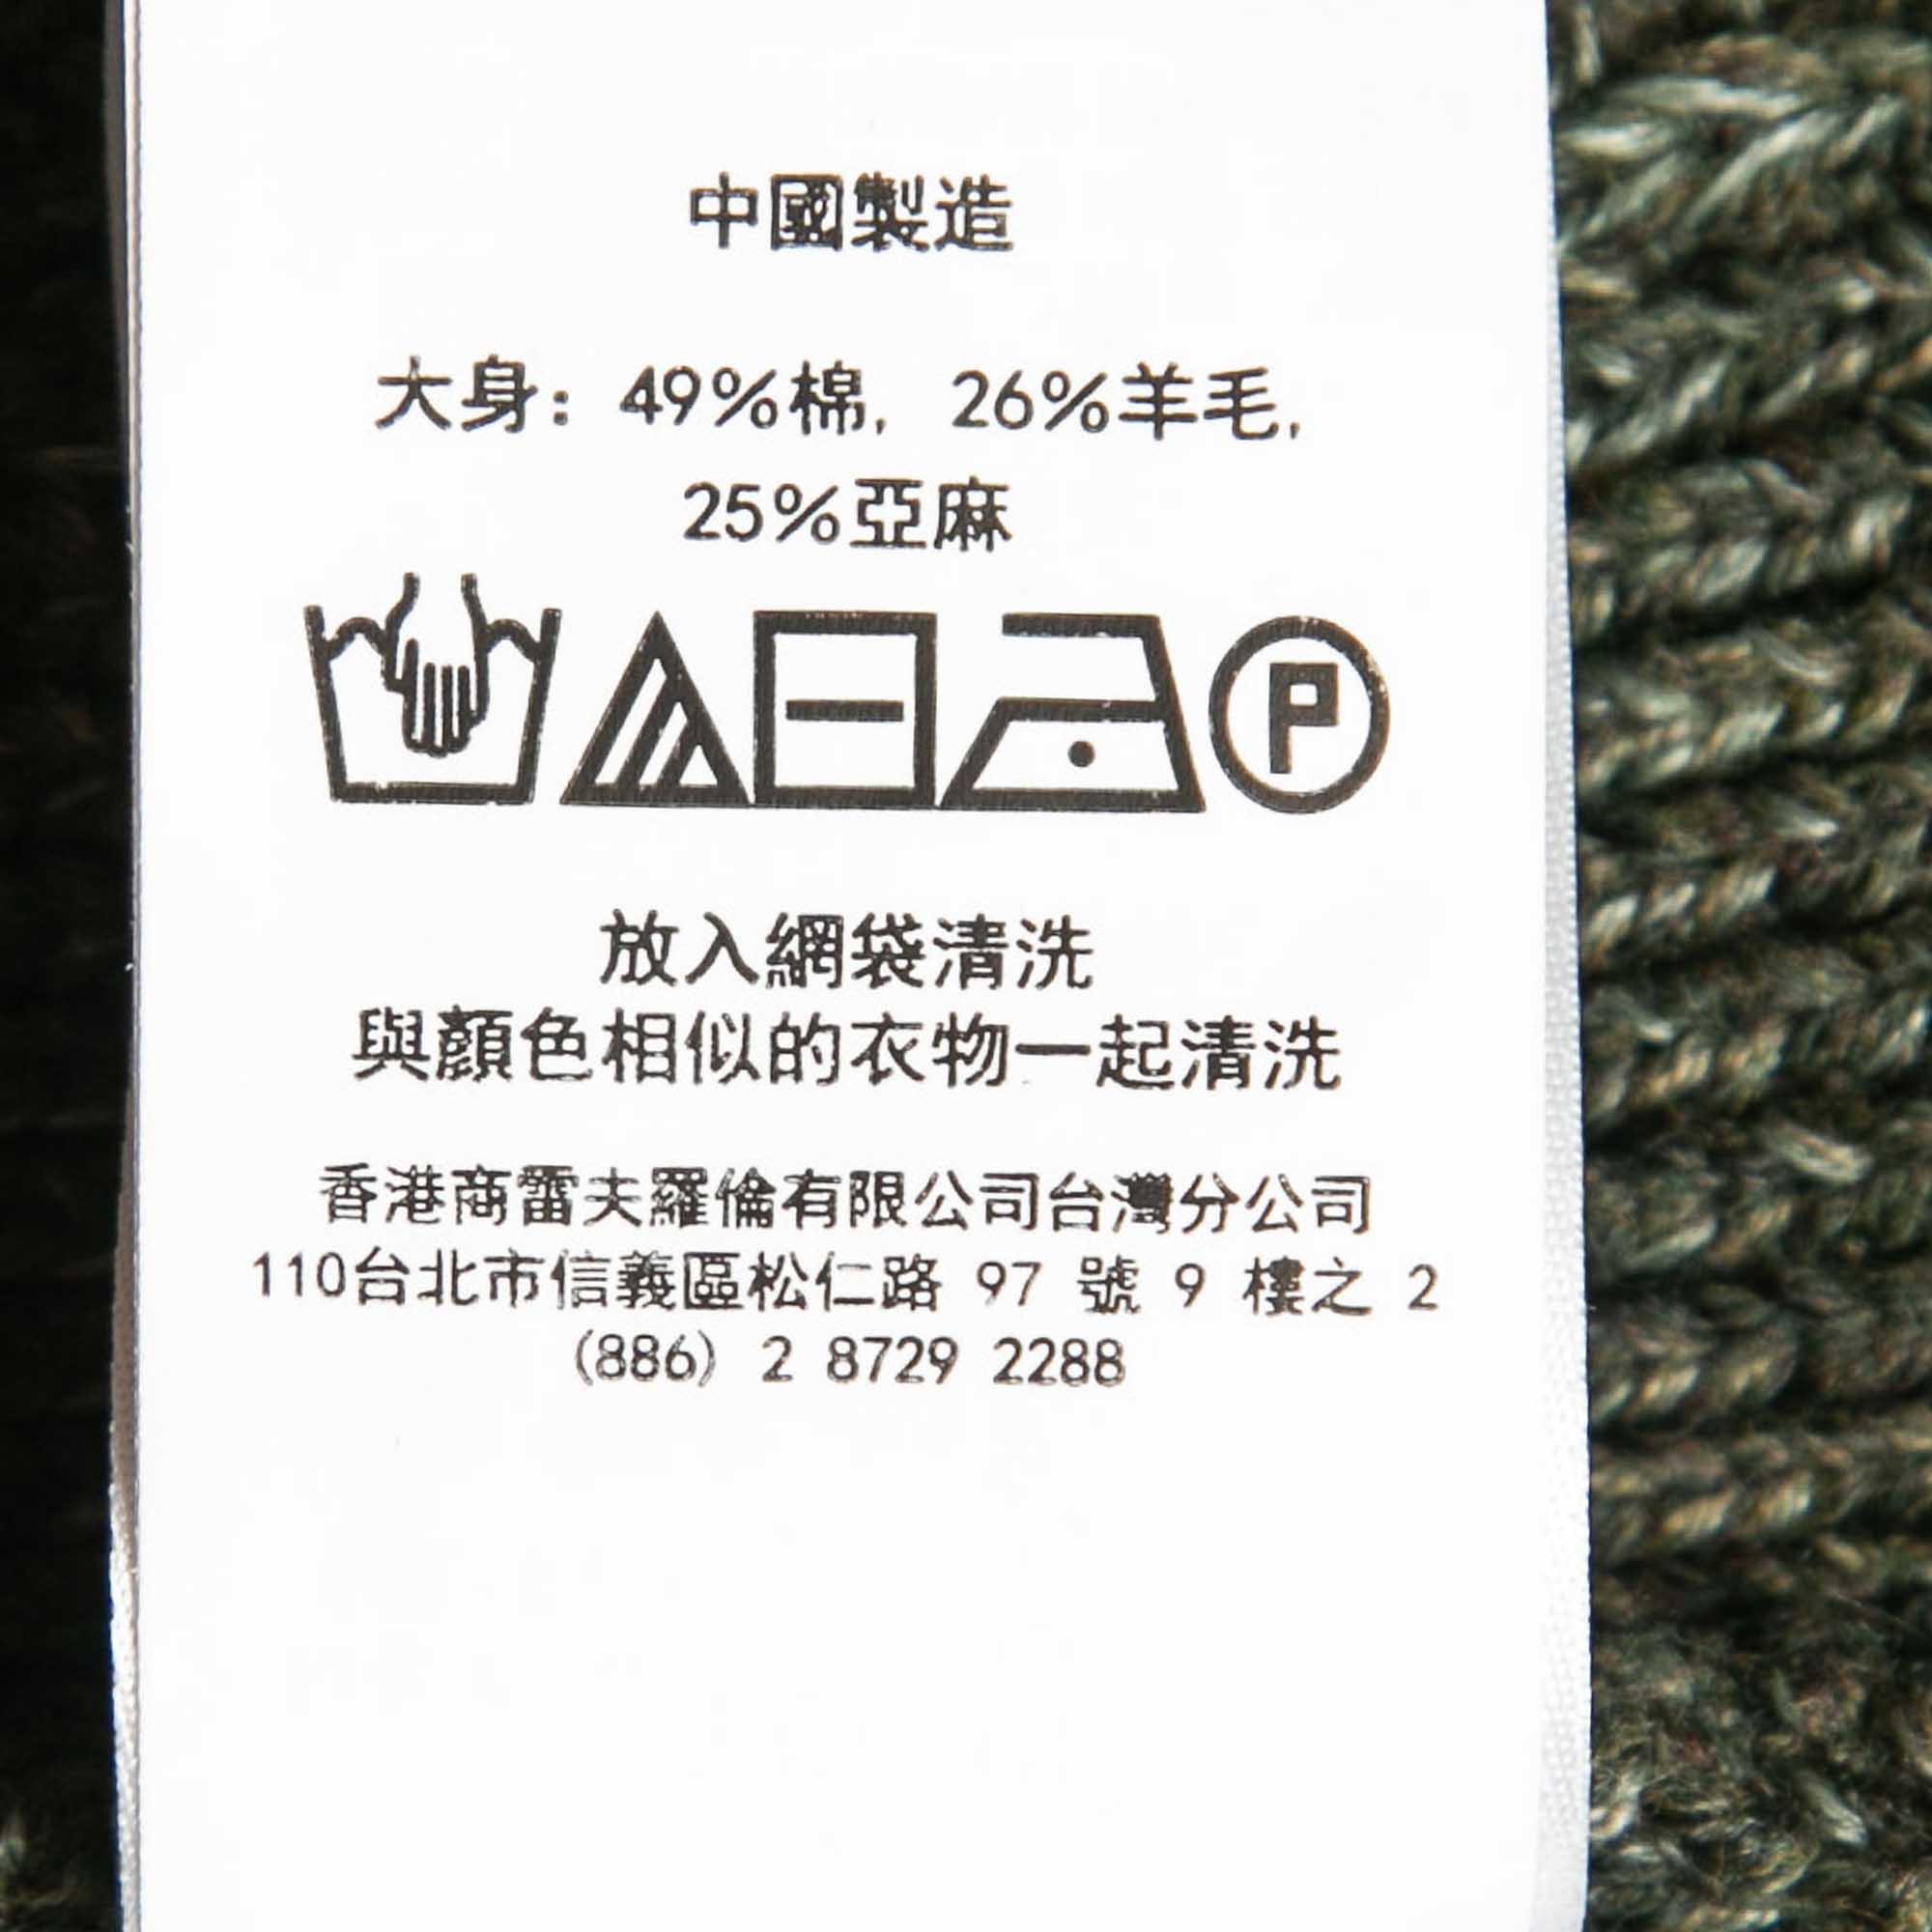 中國製造
大身：49%棉，26%羊毛，
25%亞麻
P
放入網袋清洗
與顏色相似的衣物一起清洗
香港商雷夫羅倫有限公司台灣分公司
110台北市信義區松仁路 97 號 9 樓之 2
(886) 2 8729 2288